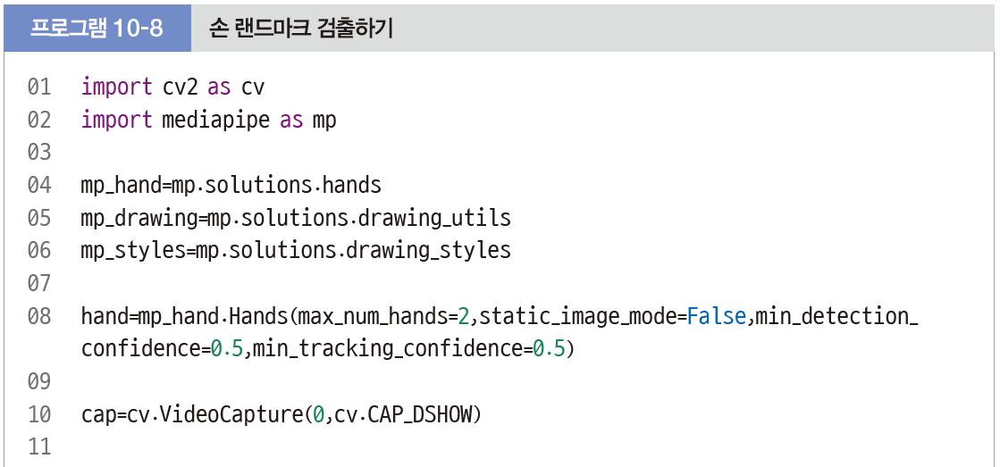 프로그램 10-8 손 랜드마크 검출하기
01 import cv2 as cv
02 import mediapipe as mp
03
04 mp_hand=mp.solutions.hands
05 mp_drawing=mp.solutions.drawing_utils
06 mp_styles=mp.solutions.drawing_styles
07
08 hand=mp_hand.Hands(max_num_hands=2,static_image_mode=False,min_detection_
confidence=0.5,min_tracking_confidence=0.5)
09
10 cap=cv.VideoCapture(0,cv.CAP_DSHOW)
11